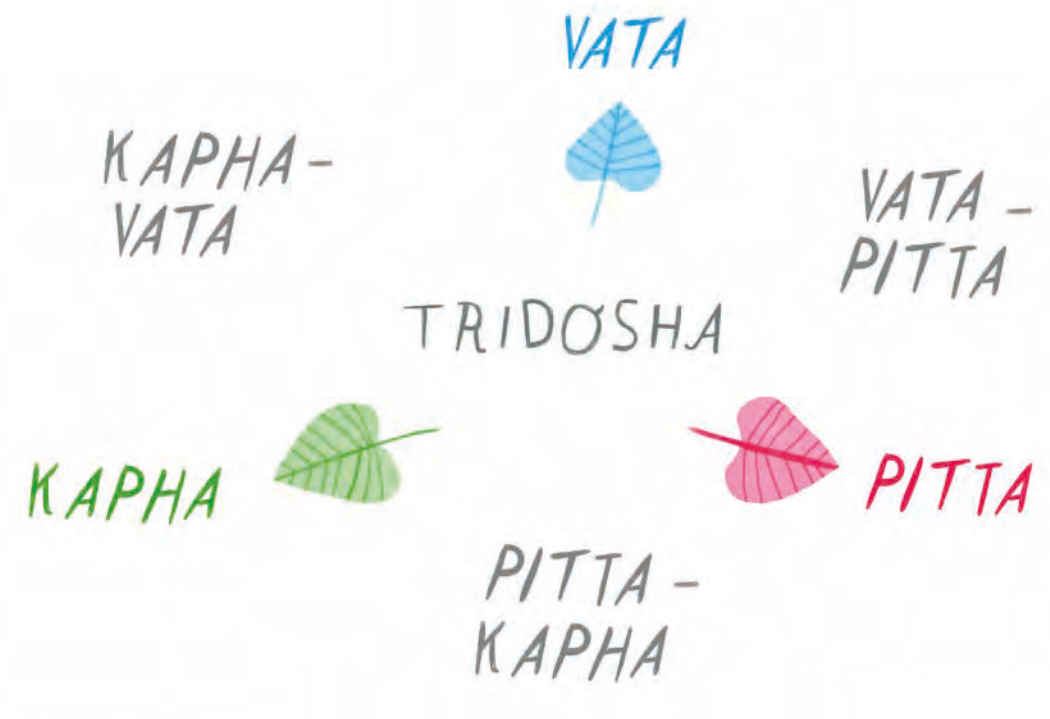 VATA
KAPHA-
VATA
VATA -
PITTA
TRIDOSHA
KAPHA
PITTA
PITTA -
KAPHA